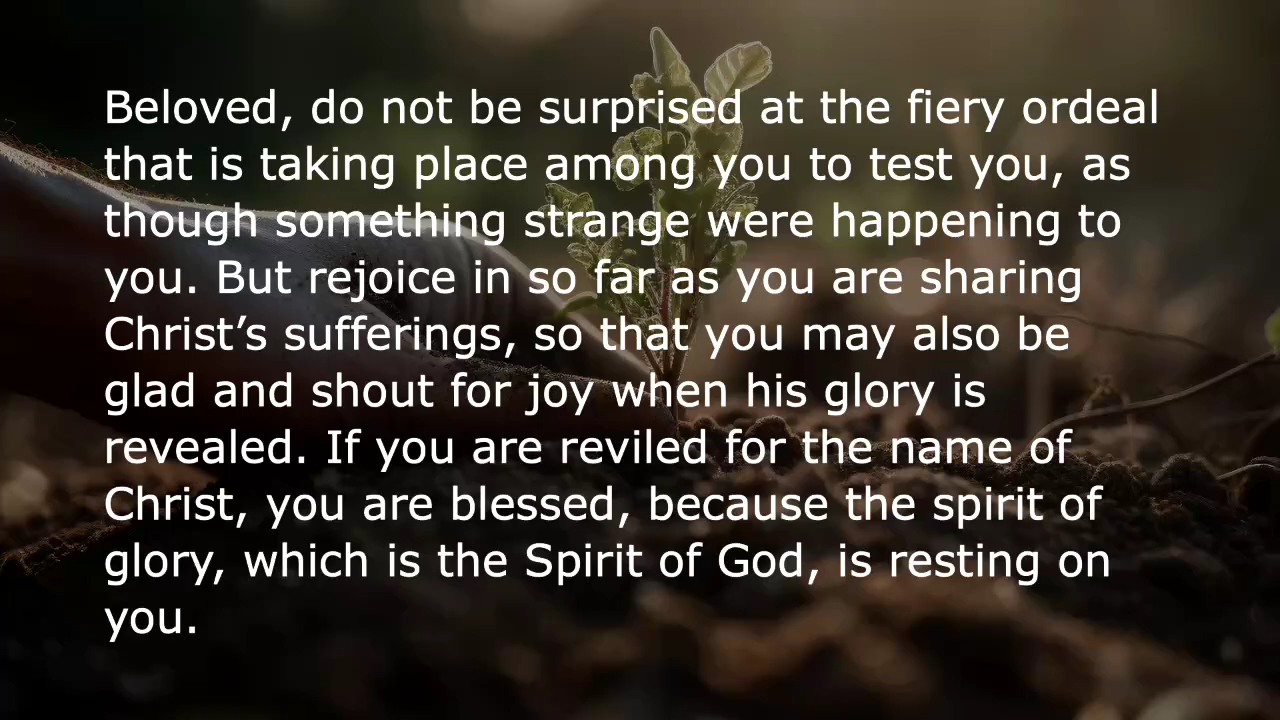 Beloved, do not be surprised at the fiery ordeal
that is taking place among you to test you, as
though something strange were happening to
you. But rejoice in so far as you are sharing
Christ’s sufferings, so that you may also be
glad and shout for joy when his glory is
revealed. If you are reviled for the name of
Christ, you are blessed, because the spirit of
glory, which is the Spirit of God, is resting on
you.